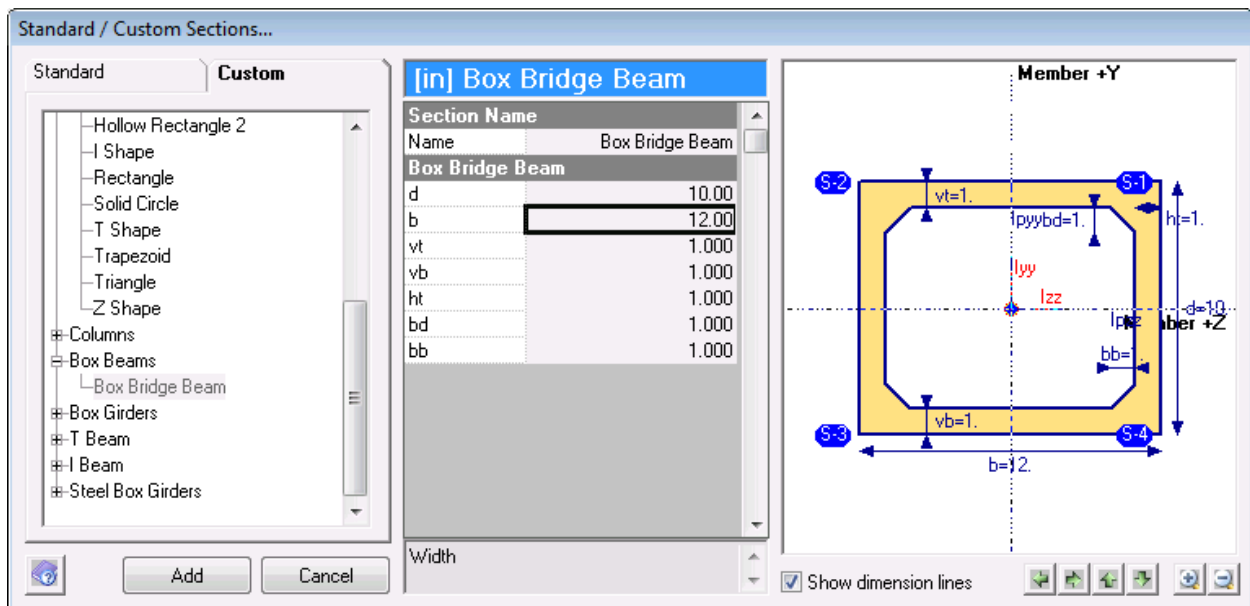 Standard / Custom Sections...
Standard
Custom
Hollow Rectangle 2
I Shape
Rectangle
Solid Circle
T Shape
Trapezoid
Triangle
Z Shape
Columns
Box Beams
Box Bridge Beam
Box Girders
T Beam
I Beam
Steel Box Girders
Add
Cancel
[in] Box Bridge Beam
Section Name
Name Box Bridge Beam
Box Bridge Beam
d 10.00
b 12.00
vt 1.000
vb 1.000
ht 1.000
bd 1.000
bb 1.000
Width
Member +Y
S-2
S-1
vt=1.
ht=1.
Ipyybd=1.
Iyy
Izz
d=10.
ber +Z
bb=1
vb=1.
S-3
S-4
b=12.
Show dimension lines